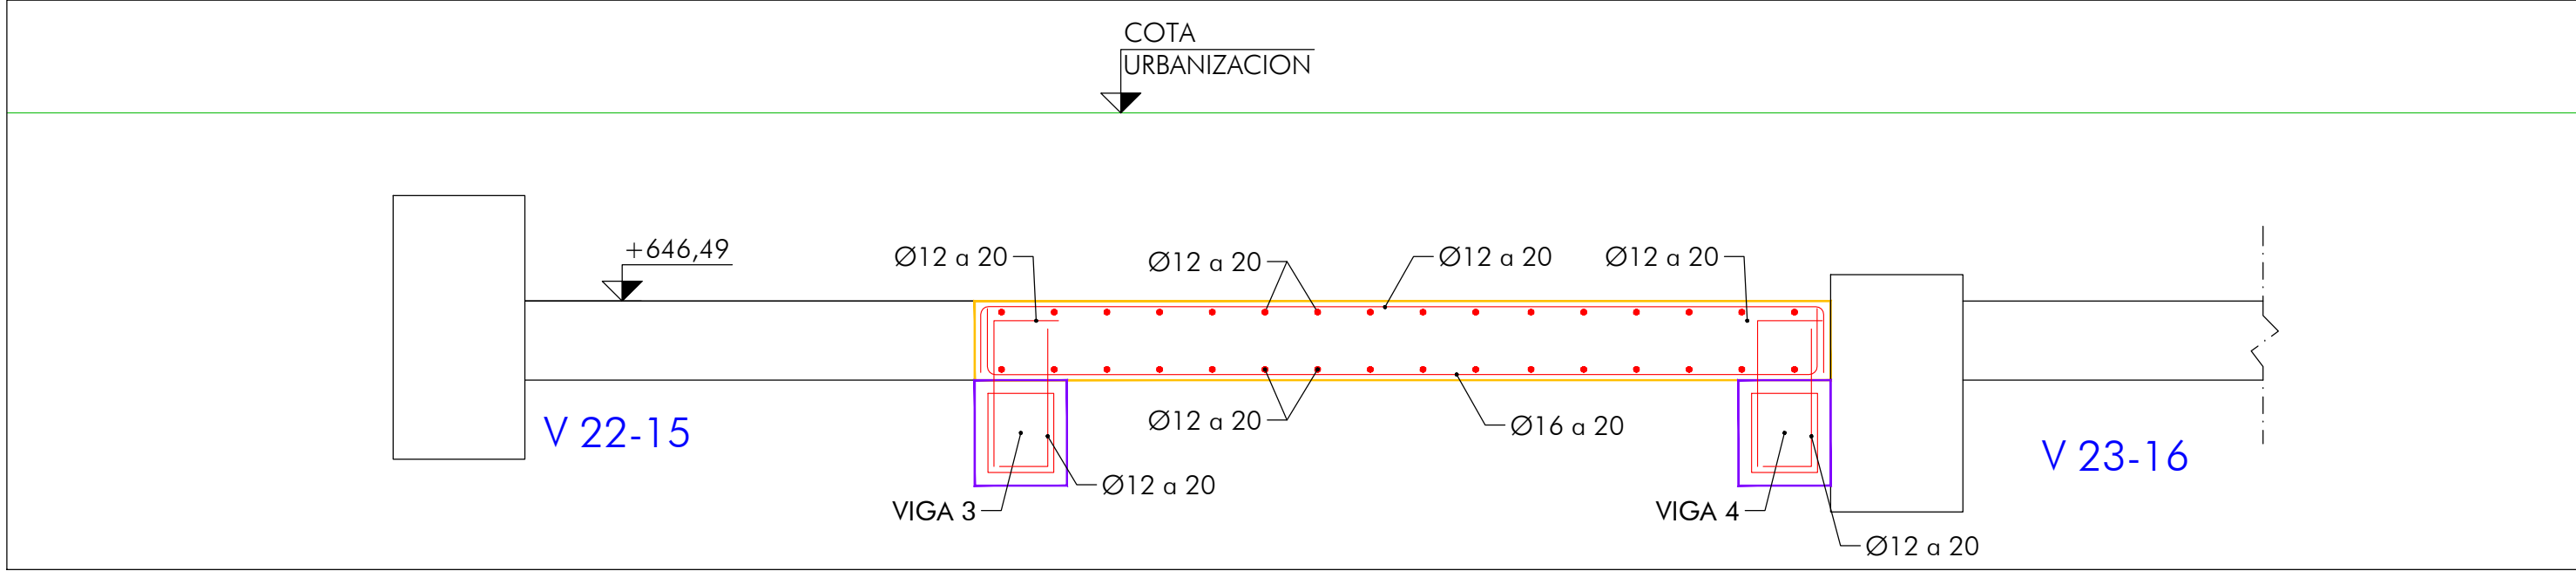 COTA
URBANIZACION
+646,49
Ø12 a 20
Ø12 a 20
Ø12 a 20
Ø12 a 20
V 22-15
Ø12 a 20
Ø16 a 20
V 23-16
Ø12 a 20
VIGA 3
VIGA 4
Ø12 a 20